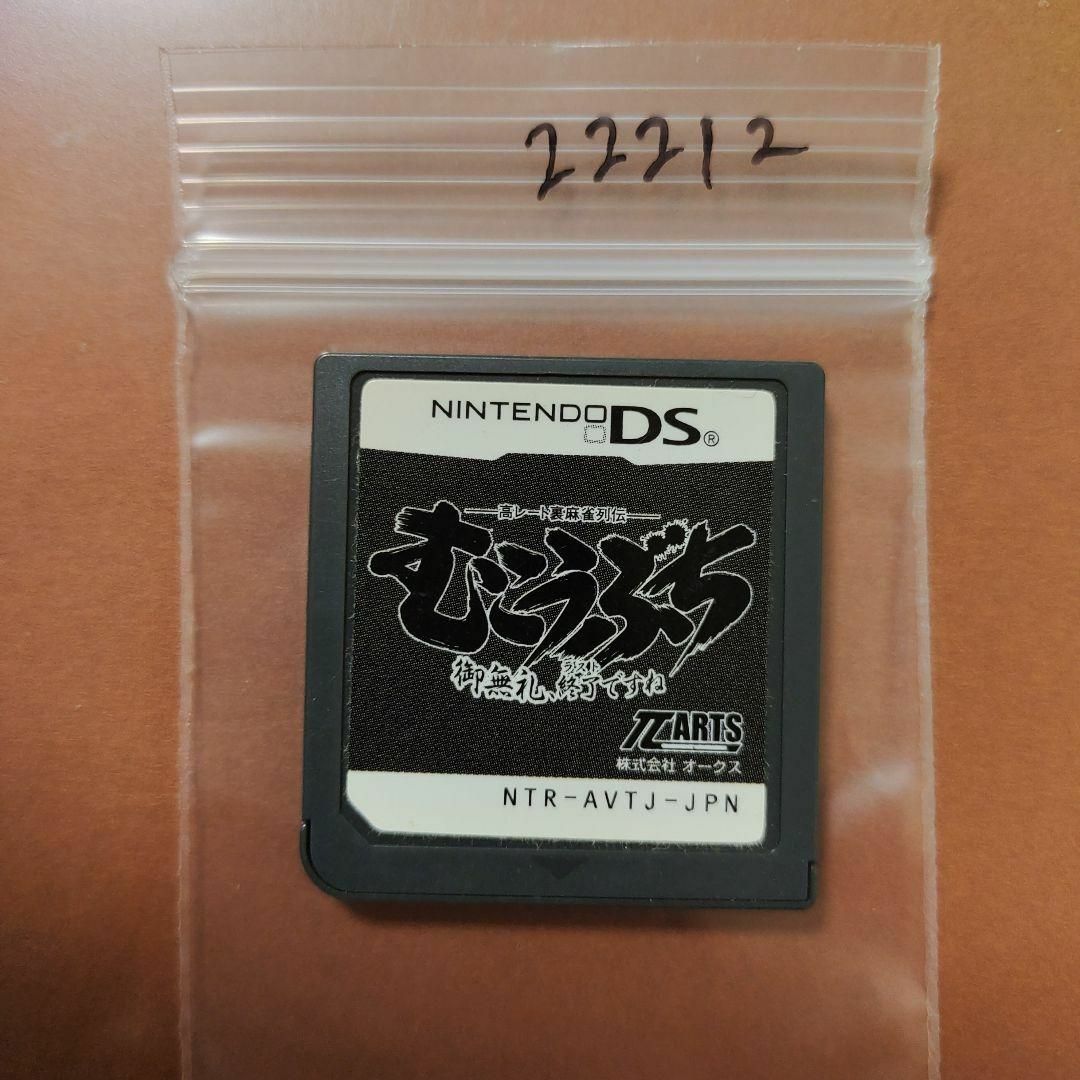 22212
NINTENDO DS®
高レート裏麻雀列伝
むこうぶち
御無礼、終了ですね
ラスト
πARTS
株式会社 オークス
NTR-AVTJ-JPN